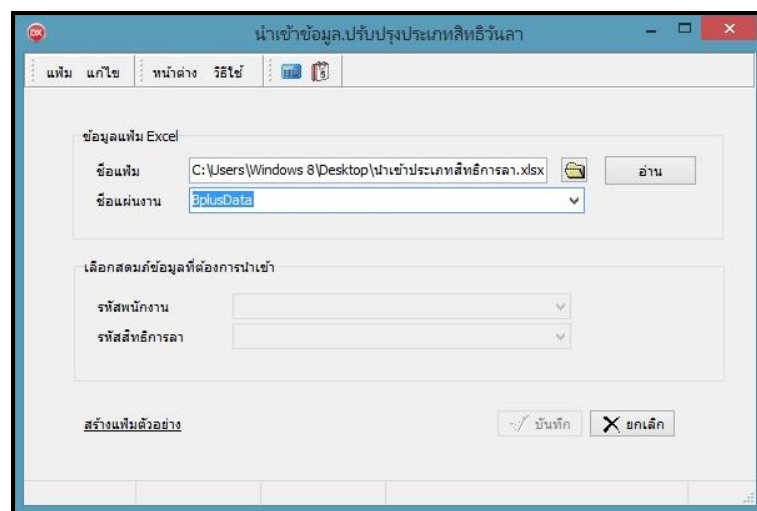 DX
นำเข้าข้อมูล.ปรับปรุงประเภทสิทธิวันลา
แฟ้ม แก้ไข หน้าต่าง วิธีใช้
ข้อมูลแฟ้ม Excel
ชื่อแฟ้ม C:\Users\Windows 8\Desktop\นำเข้าประเภทสิทธิการลา.xlsx อ่าน
ชื่อแผ่นงาน BplusData
เลือกสดมภ์ข้อมูลที่ต้องการนำเข้า
รหัสพนักงาน
รหัสสิทธิการลา
สร้างแฟ้มตัวอย่าง บันทึก ยกเลิก